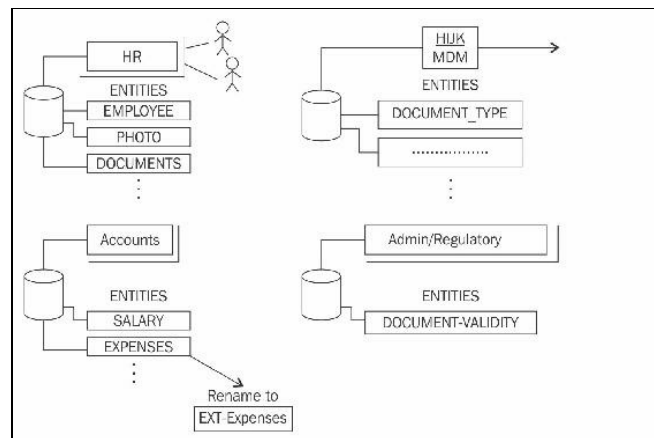 HR
ENTITIES
EMPLOYEE
PHOTO
DOCUMENTS
HIJK
MDM
ENTITIES
DOCUMENT_TYPE
Accounts
ENTITIES
SALARY
EXPENSES
Rename to
EXT-Expenses
Admin/Regulatory
ENTITIES
DOCUMENT-VALIDITY